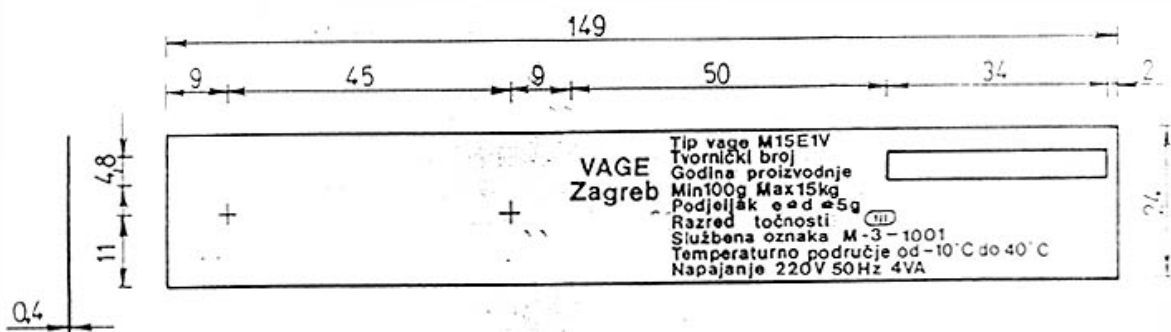 149
9 45 9 50 34 2
4,8
11
0,4
24
VAGE
Zagreb
Tip vage M15E1V
Tvornički broj
Godina proizvodnje
Min100g Max15kg
Podjeljak e=d=5g
Razred točnosti III
Službena oznaka M-3-1001
Temperaturno područje od -10°C do 40°C
Napajanje 220V 50Hz 4VA